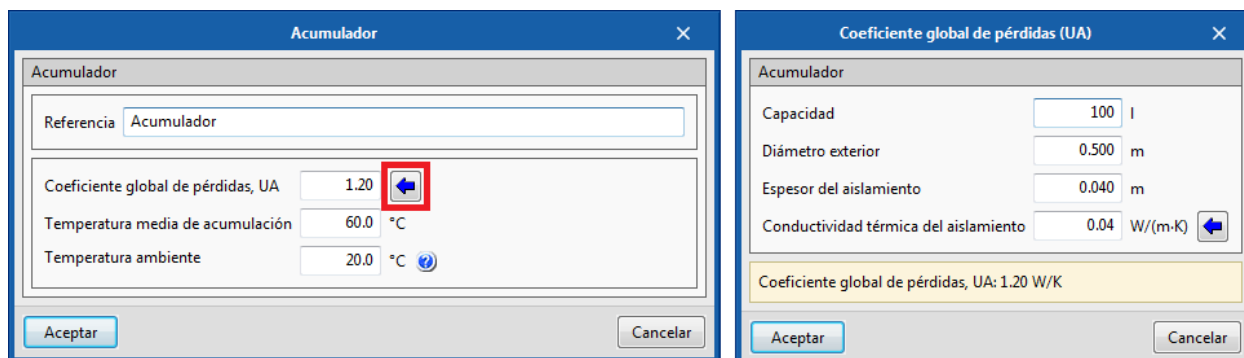 Acumulador
Acumulador
Referencia Acumulador
Coeficiente global de pérdidas, UA 1.20
Temperatura media de acumulación 60.0 °C
Temperatura ambiente 20.0 °C ?
Aceptar Cancelar
Coeficiente global de pérdidas (UA)
Acumulador
Capacidad 100 l
Diámetro exterior 0.500 m
Espesor del aislamiento 0.040 m
Conductividad térmica del aislamiento 0.04 W/(m·K)
Coeficiente global de pérdidas, UA: 1.20 W/K
Aceptar Cancelar